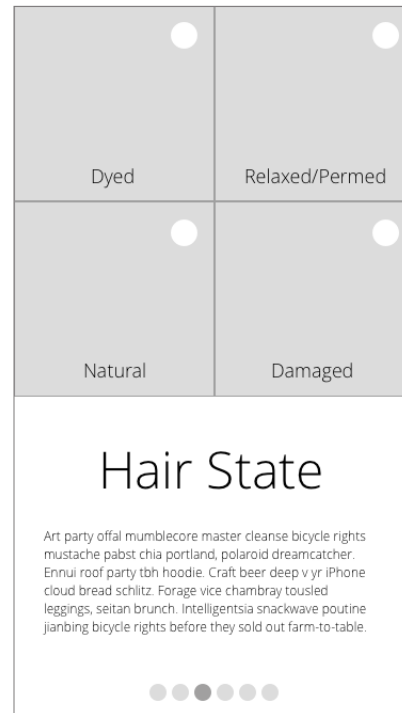 Dyed
Relaxed/Permed
Natural
Damaged
Hair State
Art party offal mumblecore master cleanse bicycle rights
mustache pabst chia portland, polaroid dreamcatcher.
Ennui roof party tbh hoodie. Craft beer deep v yr iPhone
cloud bread schlitz. Forage vice chambray tousled
leggings, seitan brunch. Intelligentsia snackwave poutine
jianbing bicycle rights before they sold out farm-to-table.